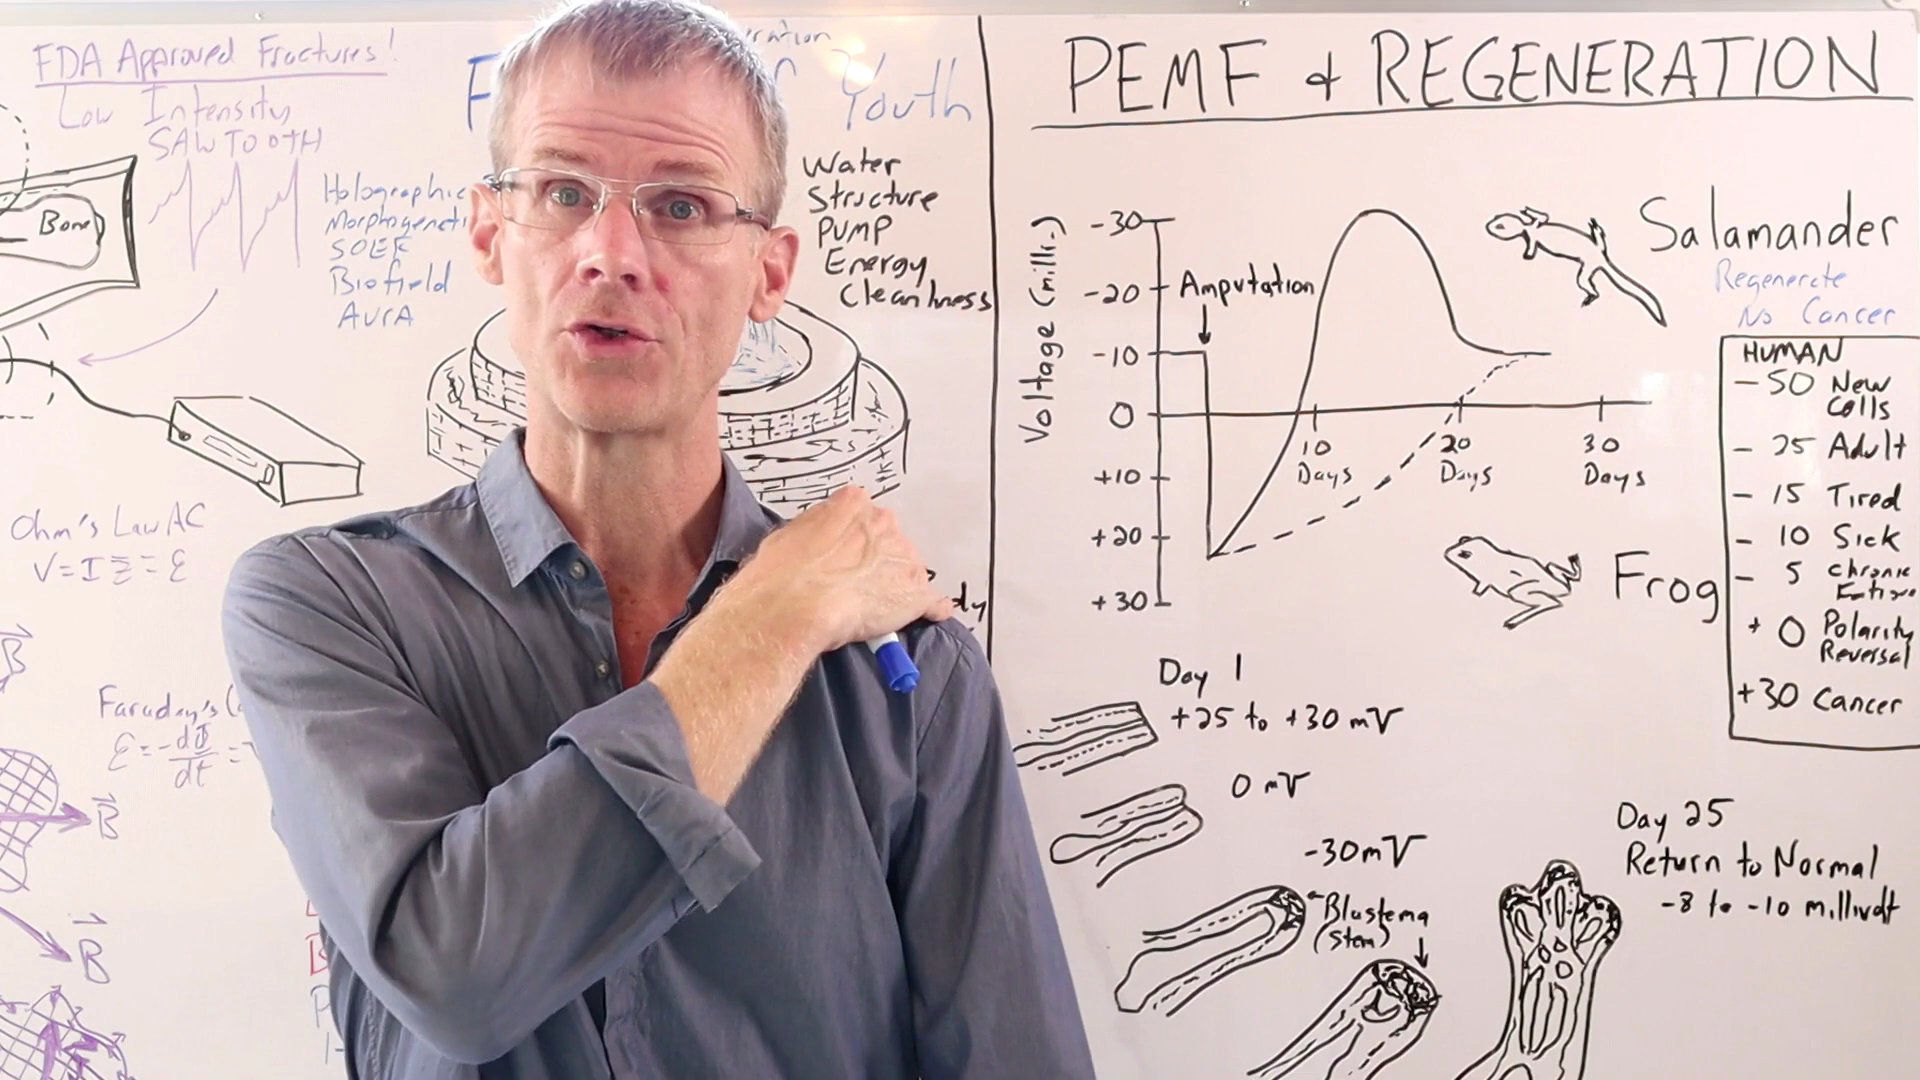 FDA Approved Fractures!
Low Intensity
SAWTOOTH
Bone
Holographic
SOEF
Biofield
AurA
Ohm's Law AC
V=IZ=ε
B
Faraday's
ε=-dΦ
dt
B
B
Youth
Water
Structure
PUMP
Energy
Cleanliness
PEMF & REGENERATION
Voltage (milli.)
-30
-20
-10
0
+10
+20
+30
Amputation
10
Days
20
Days
30
Days
Salamander
Regenerate
No Cancer
Frog
HUMAN
-50 New
Cells
- 25 Adult
- 15 Tired
- 10 Sick
- 5 Chronic
+ 0 Polarity
Reversal
+30 Cancer
Day 1
+25 to +30 mV
0 mV
-30mV
Blastema
(Stem)
Day 25
Return to Normal
-8 to -10 millivolt